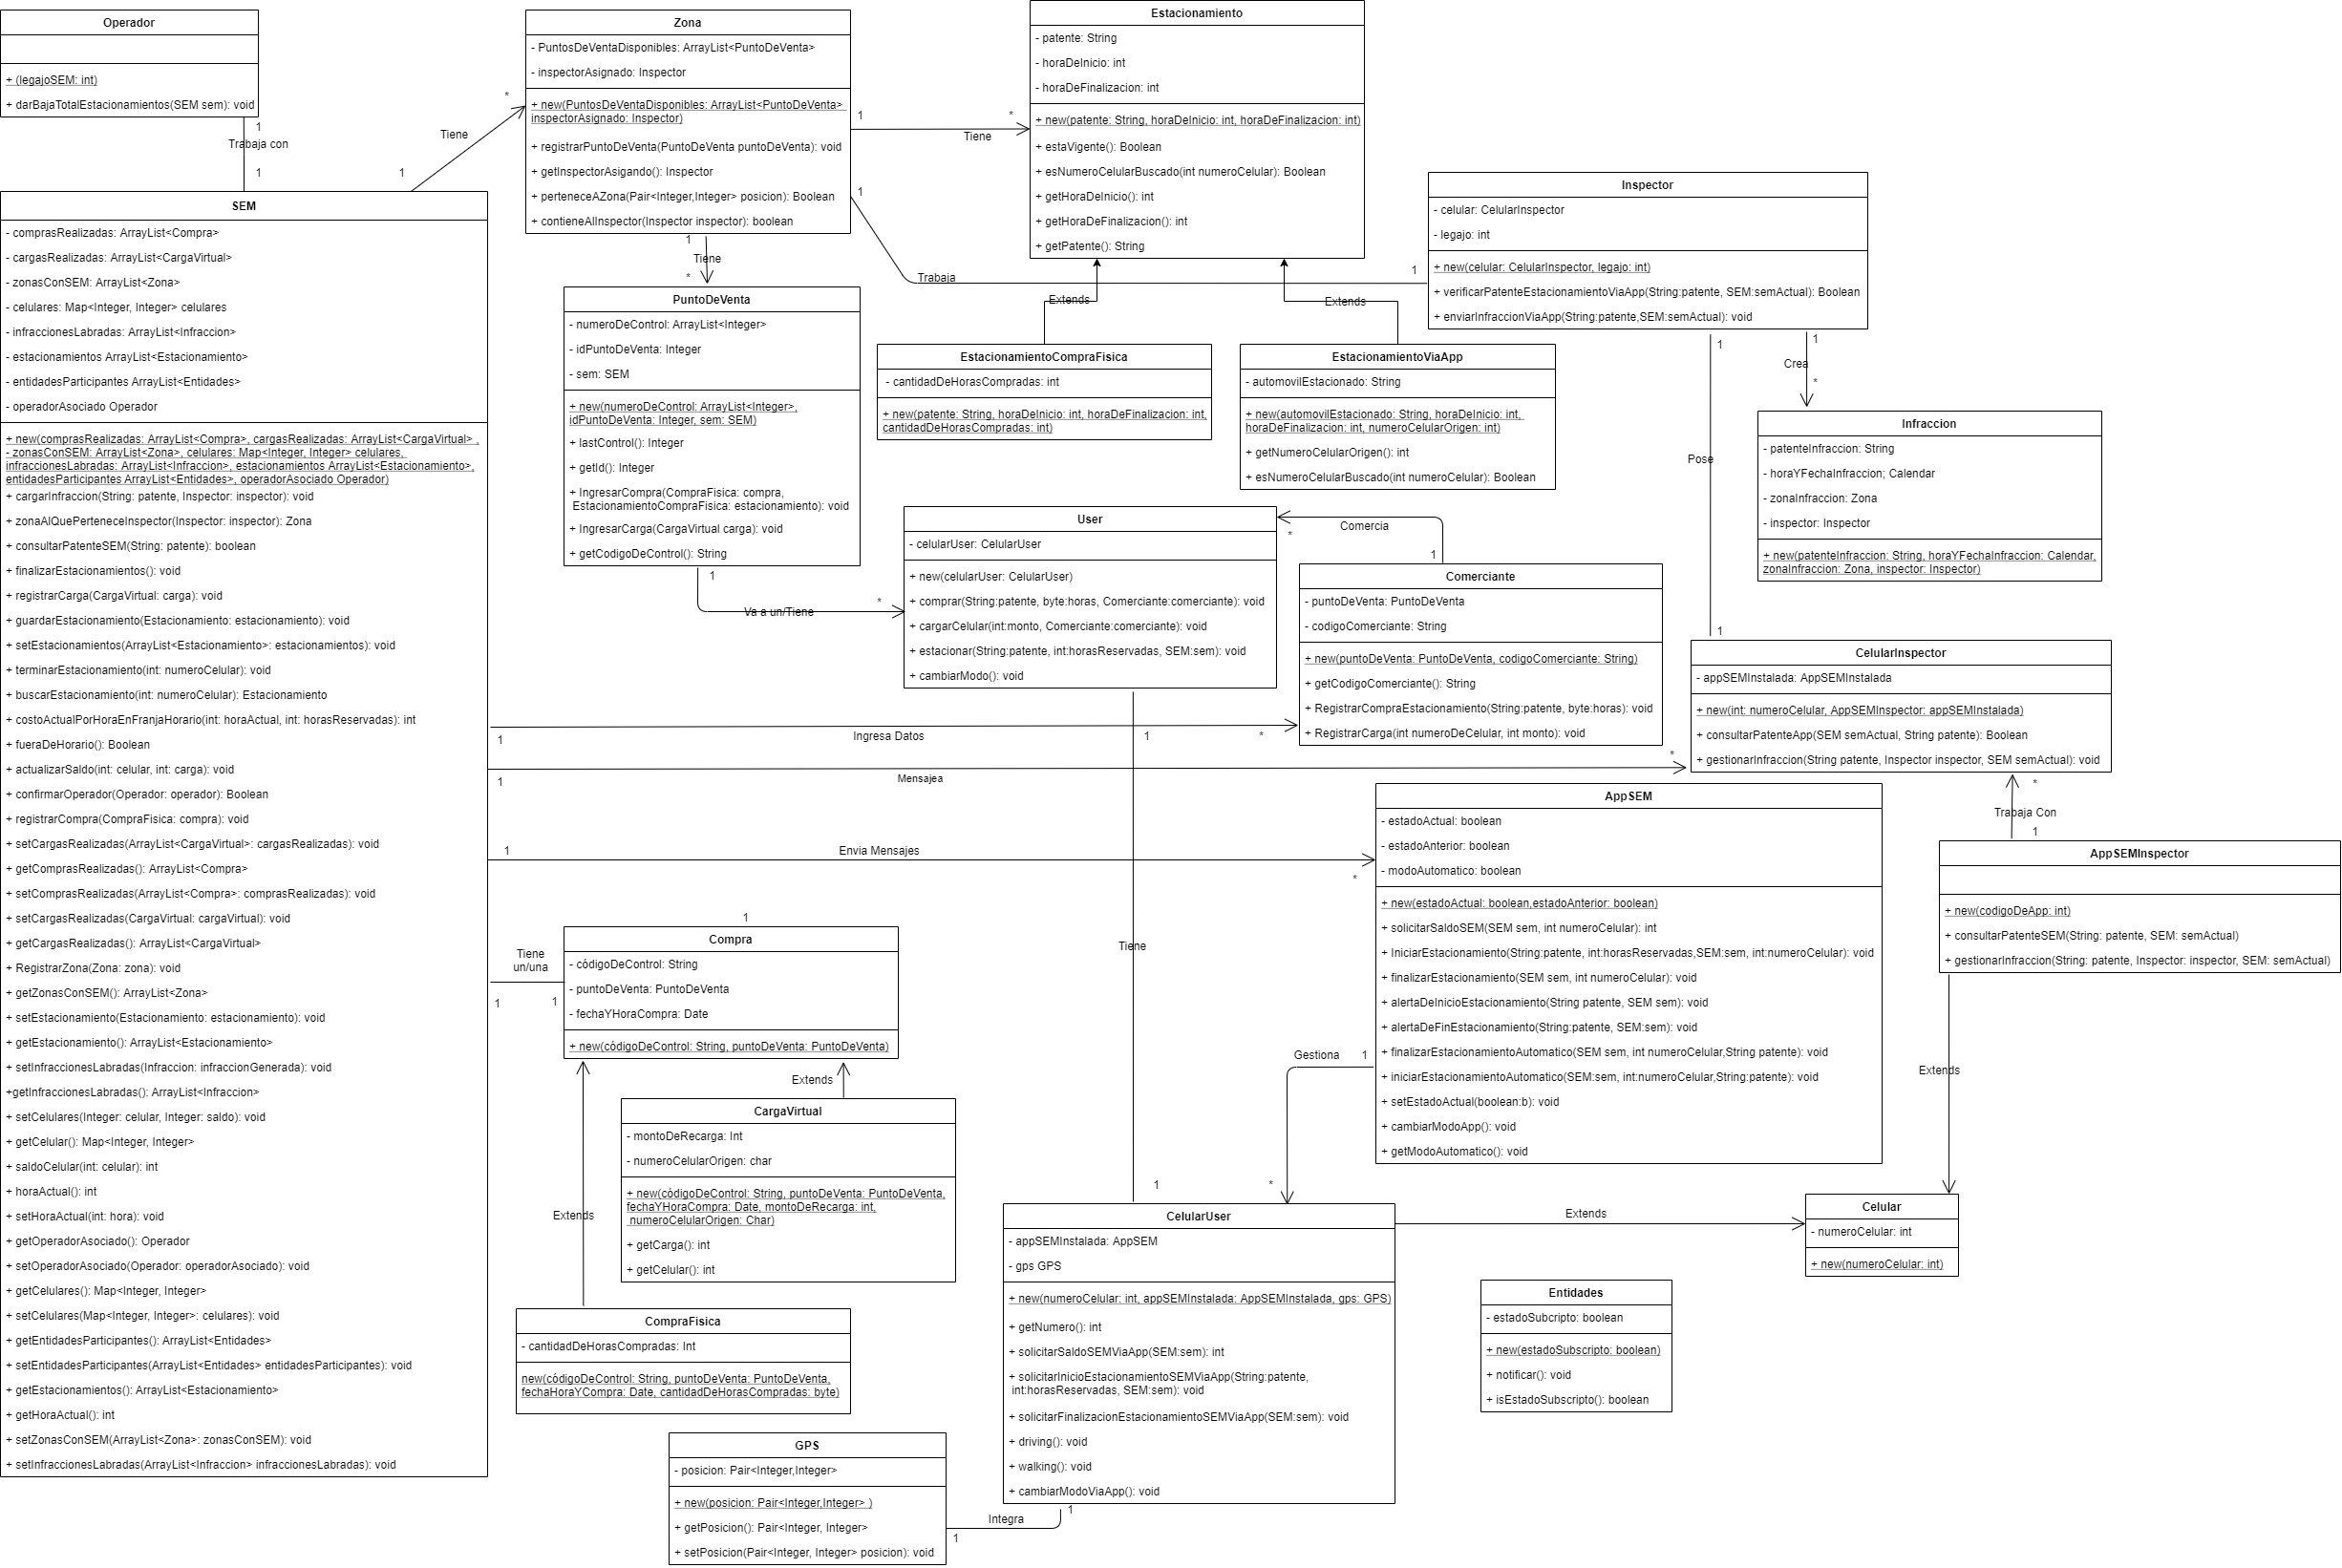 Operador
+ (legajoSEM: int)
+ darBajaTotalEstacionamientos(SEM sem): void
1
Trabaja con
1
Zona
- PuntosDeVentaDisponibles: ArrayList<PuntoDeVenta>
- inspectorAsignado: Inspector
+ new(PuntosDeVentaDisponibles: ArrayList<PuntoDeVenta>
inspectorAsignado: Inspector)
+ registrarPuntoDeVenta(PuntoDeVenta puntoDeVenta): void
+ getInspectorAsigando(): Inspector
+ perteneceAZona(Pair<Integer,Integer> posicion): Boolean
+ contieneAlInspector(Inspector inspector): boolean
*
Tiene
1
1
*
Tiene
1
Trabaja
1
1
Tiene
*
Estacionamiento
- patente: String
- horaDeInicio: int
- horaDeFinalizacion: int
+ new(patente: String, horaDeInicio: int, horaDeFinalizacion: int)
+ estaVigente(): Boolean
+ esNumeroCelularBuscado(int numeroCelular): Boolean
+ getHoraDeInicio(): int
+ getHoraDeFinalizacion(): int
+ getPatente(): String
Extends
Extends
Inspector
- celular: CelularInspector
- legajo: int
+ new(celular: CelularInspector, legajo: int)
+ verificarPatenteEstacionamientoViaApp(String:patente, SEM:semActual): Boolean
+ enviarInfraccionViaApp(String:patente,SEM:semActual): void
1
Pose
1
1
Crea
*
SEM
- comprasRealizadas: ArrayList<Compra>
- cargasRealizadas: ArrayList<CargaVirtual>
- zonasConSEM: ArrayList<Zona>
- celulares: Map<Integer, Integer> celulares
- infraccionesLabradas: ArrayList<Infraccion>
- estacionamientos ArrayList<Estacionamiento>
- entidadesParticipantes ArrayList<Entidades>
- operadorAsociado Operador
+ new(comprasRealizadas: ArrayList<Compra>, cargasRealizadas: ArrayList<CargaVirtual> ,
- zonasConSEM: ArrayList<Zona>, celulares: Map<Integer, Integer> celulares,
infraccionesLabradas: ArrayList<Infraccion>, estacionamientos ArrayList<Estacionamiento>,
entidadesParticipantes ArrayList<Entidades>, operadorAsociado Operador)
+ cargarInfraccion(String: patente, Inspector: inspector): void
+ zonaAlQuePerteneceInspector(Inspector: inspector): Zona
+ consultarPatenteSEM(String: patente): boolean
+ finalizarEstacionamientos(): void
+ registrarCarga(CargaVirtual: carga): void
+ guardarEstacionamiento(Estacionamiento: estacionamiento): void
+ setEstacionamientos(ArrayList<Estacionamiento>: estacionamientos): void
+ terminarEstacionamiento(int: numeroCelular): void
+ buscarEstacionamiento(int: numeroCelular): Estacionamiento
+ costoActualPorHoraEnFranjaHorario(int: horaActual, int: horasReservadas): int
+ fueraDeHorario(): Boolean
+ actualizarSaldo(int: celular, int: carga): void
+ confirmarOperador(Operador: operador): Boolean
+ registrarCompra(CompraFisica: compra): void
+ setCargasRealizadas(ArrayList<CargaVirtual>: cargasRealizadas): void
+ getComprasRealizadas(): ArrayList<Compra>
+ setComprasRealizadas(ArrayList<Compra>: comprasRealizadas): void
+ setCargasRealizadas(CargaVirtual: cargaVirtual): void
+ getCargasRealizadas(): ArrayList<CargaVirtual>
+ RegistrarZona(Zona: zona): void
+ getZonasConSEM(): ArrayList<Zona>
+ setEstacionamiento(Estacionamiento: estacionamiento): void
+ getEstacionamiento(): ArrayList<Estacionamiento>
+ setInfraccionesLabradas(Infraccion: infraccionGenerada): void
+getInfraccionesLabradas(): ArrayList<Infraccion>
+ setCelulares(Integer: celular, Integer: saldo): void
+ getCelular(): Map<Integer, Integer>
+ saldoCelular(int: celular): int
+ horaActual(): int
+ setHoraActual(int: hora): void
+ getOperadorAsociado(): Operador
+ setOperadorAsociado(Operador: operadorAsociado): void
+ getCelulares(): Map<Integer, Integer>
+ setCelulares(Map<Integer, Integer>: celulares): void
+ getEntidadesParticipantes(): ArrayList<Entidades>
+ setEntidadesParticipantes(ArrayList<Entidades> entidadesParticipantes): void
+ getEstacionamientos(): ArrayList<Estacionamiento>
+ getHoraActual(): int
+ setZonasConSEM(ArrayList<Zona>: zonasConSEM): void
+ setInfraccionesLabradas(ArrayList<Infraccion> infraccionesLabradas): void
PuntoDeVenta
- numeroDeControl: ArrayList<Integer>
- idPuntoDeVenta: Integer
- sem: SEM
+ new(numeroDeControl: ArrayList<Integer>,
idPuntoDeVenta: Integer, sem: SEM)
+ lastControl(): Integer
+ getId(): Integer
+ IngresarCompra(CompraFisica: compra,
EstacionamientoCompraFisica: estacionamiento): void
+ IngresarCarga(CargaVirtual carga): void
+ getCodigoDeControl(): String
1
Va a un/Tiene
*
EstacionamientoCompraFisica
- cantidadDeHorasCompradas: int
+ new(patente: String, horaDeInicio: int, horaDeFinalizacion: int,
cantidadDeHorasCompradas: int)
EstacionamientoViaApp
- automovilEstacionado: String
+ new(automovilEstacionado: String, horaDeInicio: int,
horaDeFinalizacion: int, numeroCelularOrigen: int)
+ getNumeroCelularOrigen(): int
+ esNumeroCelularBuscado(int numeroCelular): Boolean
Infraccion
- patenteInfraccion: String
- horaYFechaInfraccion; Calendar
- zonaInfraccion: Zona
- inspector: Inspector
+ new(patenteInfraccion: String, horaYFechaInfraccion: Calendar,
zonaInfraccion: Zona, inspector: Inspector)
User
- celularUser: CelularUser
+ new(celularUser: CelularUser)
+ comprar(String:patente, byte:horas, Comerciante:comerciante): void
+ cargarCelular(int:monto, Comerciante:comerciante): void
+ estacionar(String:patente, int:horasReservadas, SEM:sem): void
+ cambiarModo(): void
Comercia
*
1
Comerciante
- puntoDeVenta: PuntoDeVenta
- codigoComerciante: String
+ new(puntoDeVenta: PuntoDeVenta, codigoComerciante: String)
+ getCodigoComerciante(): String
+ RegistrarCompraEstacionamiento(String:patente, byte:horas): void
+ RegistrarCarga(int numeroDeCelular, int monto): void
CelularInspector
- appSEMInstalada: AppSEMInstalada
+ new(int: numeroCelular, AppSEMInspector: appSEMInstalada)
+ consultarPatenteApp(SEM semActual, String patente): Boolean
+ gestionarInfraccion(String patente, Inspector inspector, SEM semActual): void
1
Ingresa Datos
*
1
Mensajea
*
1
Envia Mensajes
*
1
Tiene
1
*
Trabaja Con
1
AppSEM
- estadoActual: boolean
- estadoAnterior: boolean
- modoAutomatico: boolean
+ new(estadoActual: boolean,estadoAnterior: boolean)
+ solicitarSaldoSEM(SEM sem, int numeroCelular): int
+ IniciarEstacionamiento(String:patente, int:horasReservadas,SEM:sem, int:numeroCelular): void
+ finalizarEstacionamiento(SEM sem, int numeroCelular): void
+ alertaDeInicioEstacionamiento(String patente, SEM sem): void
+ alertaDeFinEstacionamiento(String:patente, SEM:sem): void
+ finalizarEstacionamientoAutomatico(SEM sem, int numeroCelular,String patente): void
+ iniciarEstacionamientoAutomatico(SEM:sem, int:numeroCelular,String:patente): void
+ setEstadoActual(boolean:b): void
+ cambiarModoApp(): void
+ getModoAutomatico(): void
Gestiona
1
*
AppSEMInspector
+ new(codigoDeApp: int)
+ consultarPatenteSEM(String: patente, SEM: semActual)
+ gestionarInfraccion(String: patente, Inspector: inspector, SEM: semActual)
Extends
1
Tiene
un/una
1
1
Compra
- códigoDeControl: String
- puntoDeVenta: PuntoDeVenta
- fechaYHoraCompra: Date
+ new(códigoDeControl: String, puntoDeVenta: PuntoDeVenta)
Extends
Extends
CargaVirtual
- montoDeRecarga: Int
- numeroCelularOrigen: char
+ new(códigoDeControl: String, puntoDeVenta: PuntoDeVenta,
fechaYHoraCompra: Date, montoDeRecarga: int,
numeroCelularOrigen: Char)
+ getCarga(): int
+ getCelular(): int
CompraFisica
- cantidadDeHorasCompradas: Int
new(códigoDeControl: String, puntoDeVenta: PuntoDeVenta,
fechaHoraYCompra: Date, cantidadDeHorasCompradas: byte)
CelularUser
- appSEMInstalada: AppSEM
- gps GPS
+ new(numeroCelular: int, appSEMInstalada: AppSEMInstalada, gps: GPS)
+ getNumero(): int
+ solicitarSaldoSEMViaApp(SEM:sem): int
+ solicitarInicioEstacionamientoSEMViaApp(String:patente,
int:horasReservadas, SEM:sem): void
+ solicitarFinalizacionEstacionamientoSEMViaApp(SEM:sem): void
+ driving(): void
+ walking(): void
+ cambiarModoViaApp(): void
Extends
Celular
- numeroCelular: int
+ new(numeroCelular: int)
Entidades
- estadoSubcripto: boolean
+ new(estadoSubscripto: boolean)
+ notificar(): void
+ isEstadoSubscripto(): boolean
GPS
- posicion: Pair<Integer,Integer>
+ new(posicion: Pair<Integer,Integer> )
+ getPosicion(): Pair<Integer, Integer>
+ setPosicion(Pair<Integer, Integer> posicion): void
Integra
1
1